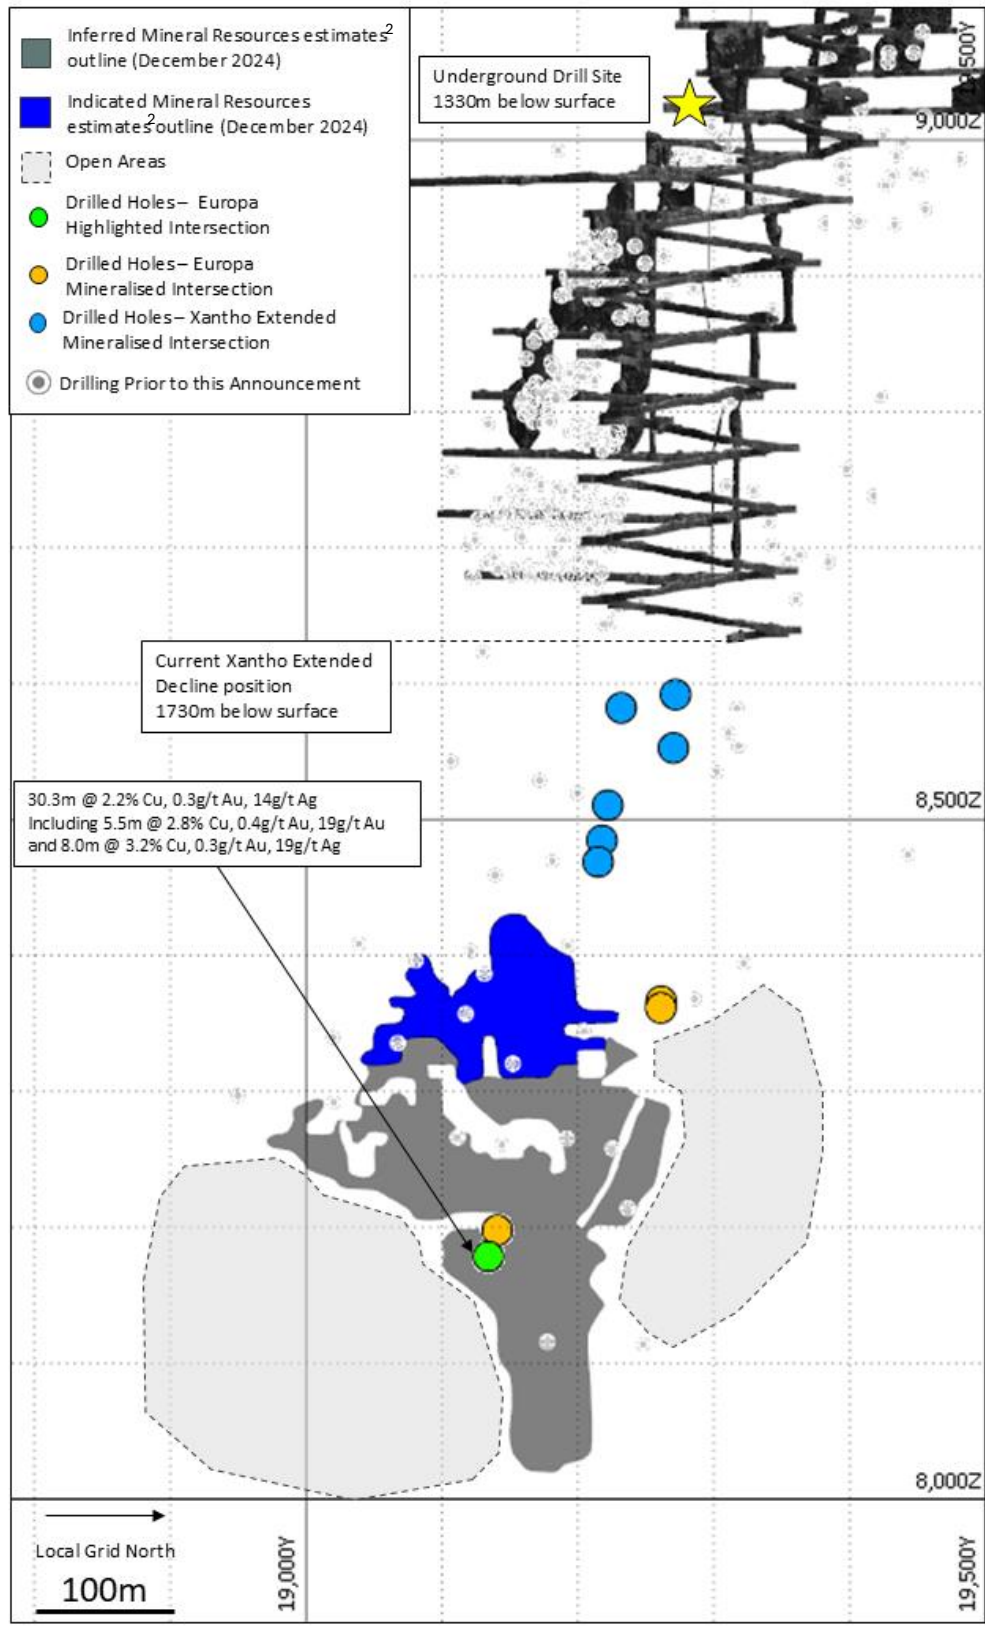 Inferred Mineral Resources estimates2
outline (December 2024)
Indicated Mineral Resources
estimates2 outline (December 2024)
Open Areas
Drilled Holes – Europa
Highlighted Intersection
Drilled Holes – Europa
Mineralised Intersection
Drilled Holes – Xantho Extended
Mineralised Intersection
Drilling Prior to this Announcement
Underground Drill Site
1330m below surface
9,000Z
Current Xantho Extended
Decline position
1730m below surface
30.3m @ 2.2% Cu, 0.3g/t Au, 14g/t Ag
Including 5.5m @ 2.8% Cu, 0.4g/t Au, 19g/t Au
and 8.0m @ 3.2% Cu, 0.3g/t Au, 19g/t Ag
8,500Z
8,000Z
Local Grid North
100m
19,000Y
19,500Y